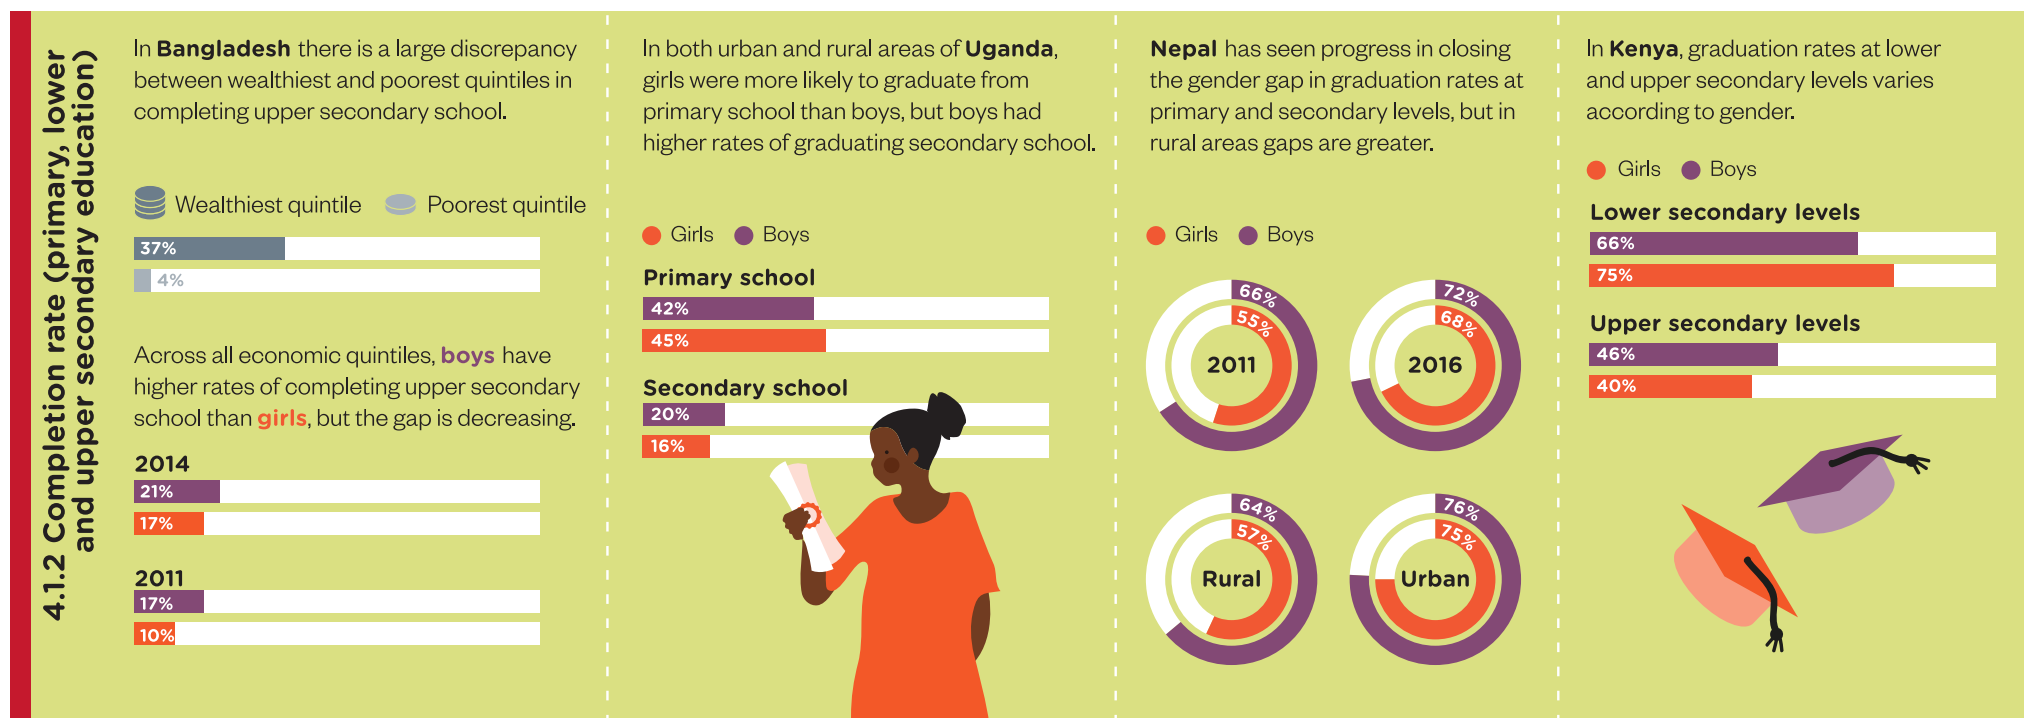 4.1.2 Completion rate (primary, lower
and upper secondary education)
In Bangladesh there is a large discrepancy
between wealthiest and poorest quintiles in
completing upper secondary school.
Wealthiest quintile
Poorest quintile
37%
4%
Across all economic quintiles, boys have
higher rates of completing upper secondary
school than girls, but the gap is decreasing.
2014
21%
17%
2011
17%
10%
In both urban and rural areas of Uganda,
girls were more likely to graduate from
primary school than boys, but boys had
higher rates of graduating secondary school.
Girls
Boys
Primary school
42%
45%
Secondary school
20%
16%
Nepal has seen progress in closing
the gender gap in graduation rates at
primary and secondary levels, but in
rural areas gaps are greater.
Girls
Boys
66%
55%
2011
72%
68%
2016
64%
57%
Rural
76%
75%
Urban
In Kenya, graduation rates at lower
and upper secondary levels varies
according to gender.
Girls
Boys
Lower secondary levels
66%
75%
Upper secondary levels
46%
40%